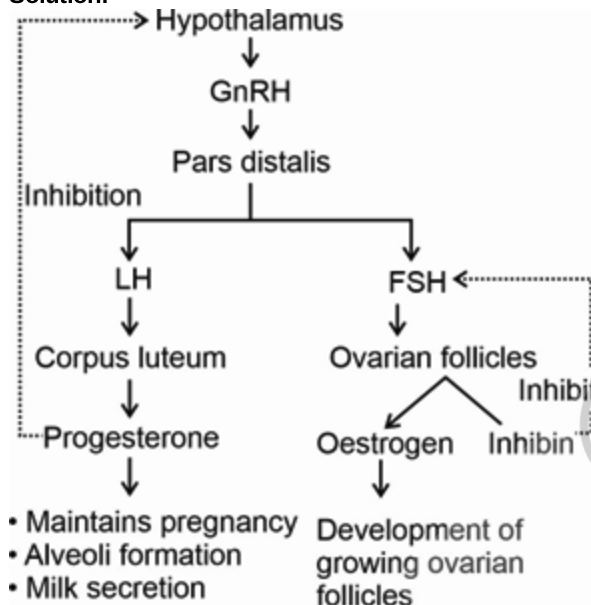 Solution:
Hypothalamus
GnRH
Pars distalis
Inhibition
LH
FSH
Corpus luteum
Ovarian follicles
Inhibi
Progesterone
Oestrogen
Inhibin
• Maintains pregnancy
• Alveoli formation
• Milk secretion
Development of
growing ovarian
follicles